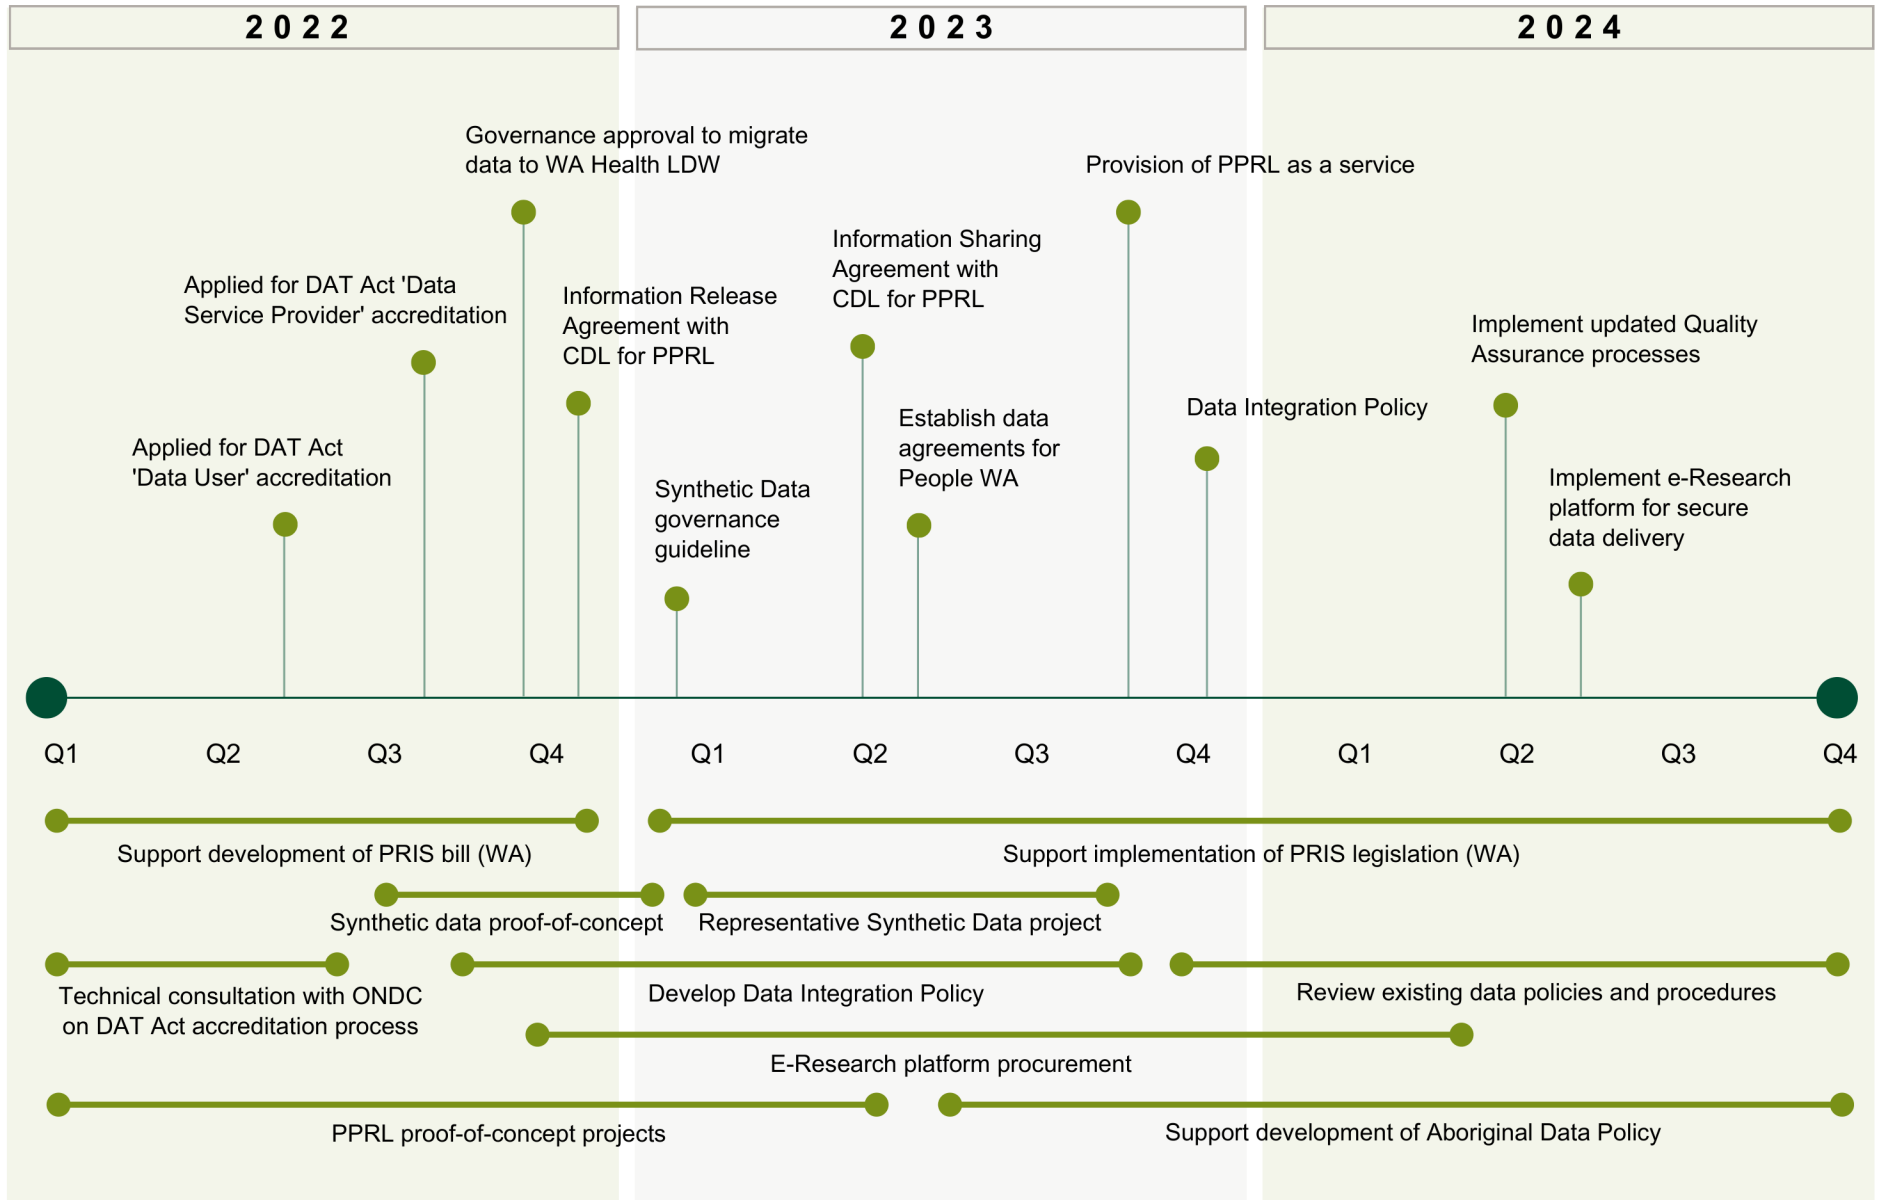 2022
2023
2024
Governance approval to migrate
data to WA Health LDW
Provision of PPRL as a service
Information Sharing
Agreement with
CDL for PPRL
Applied for DAT Act 'Data
Service Provider' accreditation
Information Release
Agreement with
CDL for PPRL
Implement updated Quality
Assurance processes
Data Integration Policy
Establish data
agreements for
People WA
Applied for DAT Act
'Data User' accreditation
Synthetic Data
governance
guideline
Implement e-Research
platform for secure
data delivery
Q1
Q2
Q3
Q4
Q1
Q2
Q3
Q4
Q1
Q2
Q3
Q4
Support development of PRIS bill (WA)
Support implementation of PRIS legislation (WA)
Synthetic data proof-of-concept
Representative Synthetic Data project
Technical consultation with ONDC
on DAT Act accreditation process
Develop Data Integration Policy
Review existing data policies and procedures
E-Research platform procurement
PPRL proof-of-concept projects
Support development of Aboriginal Data Policy